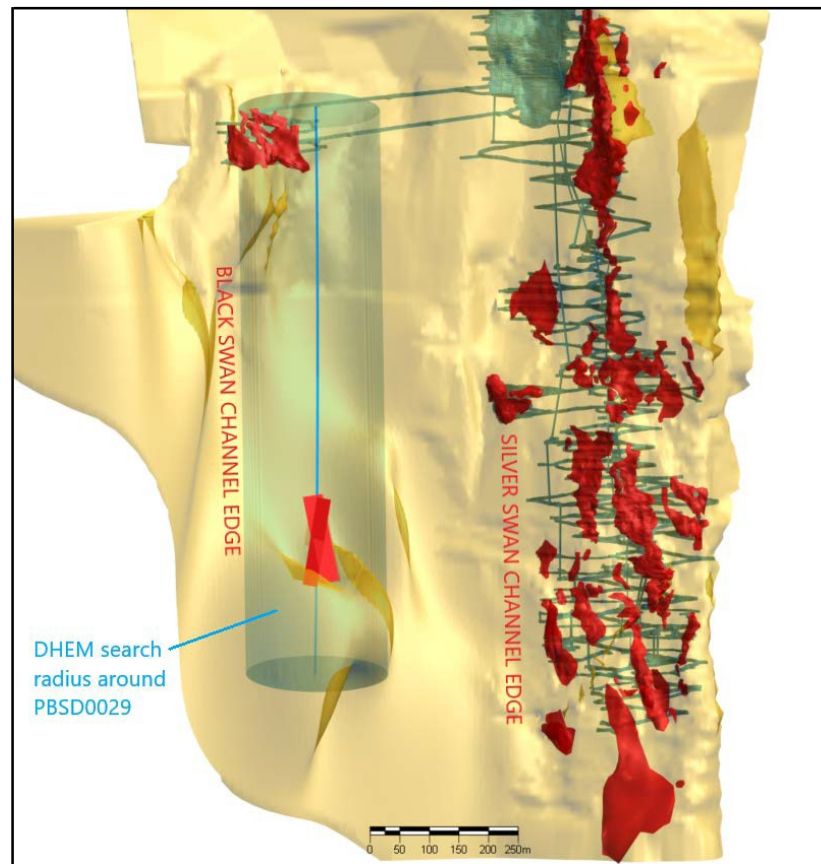 BLACK SWAN CHANNEL EDGE
SILVER SWAN CHANNEL EDGE
DHEM search
radius around
PBSD0029
0 50 100 150 200 250m